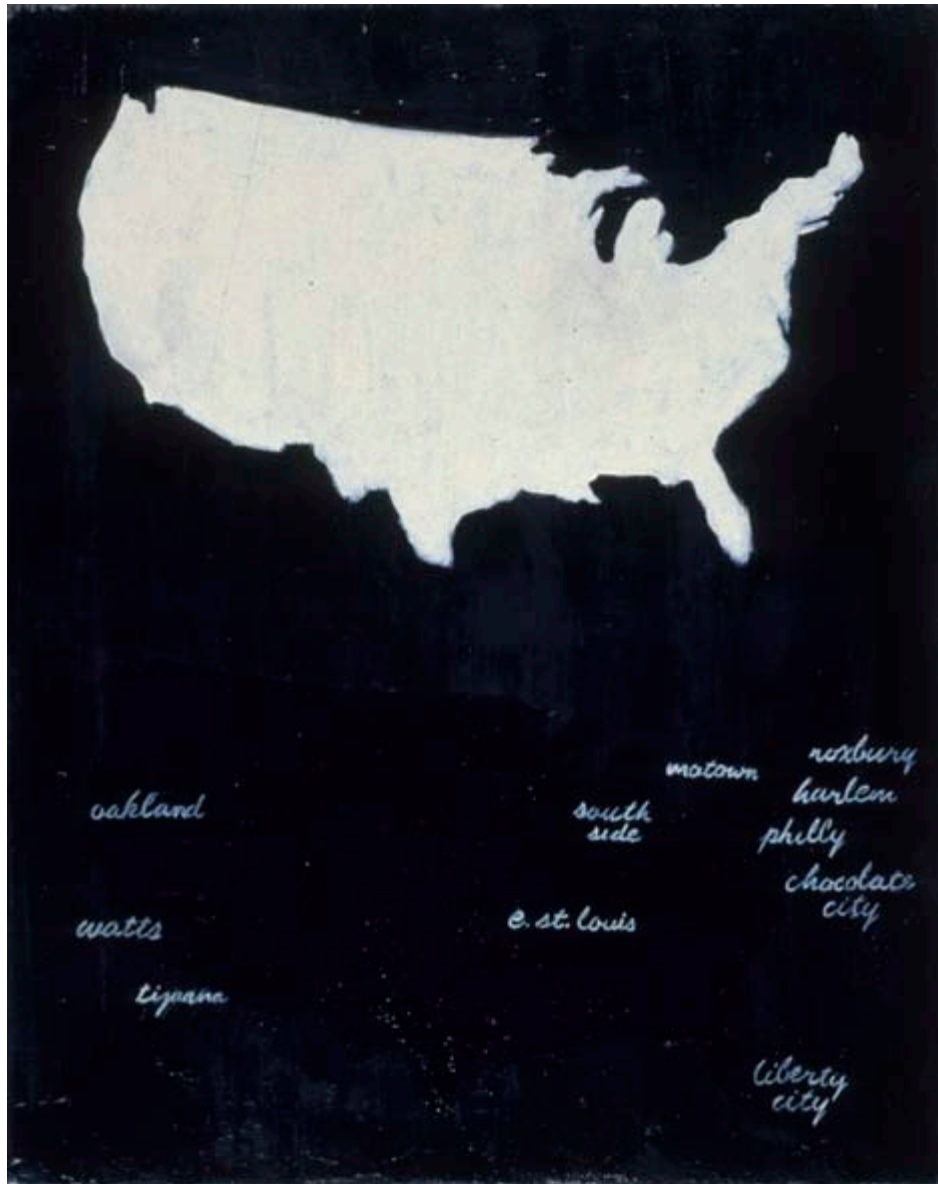 roxbury
motown
harlem
oakland
south
side
philly
chocolate
city
watts
e. st. louis
tijuana
liberty
city